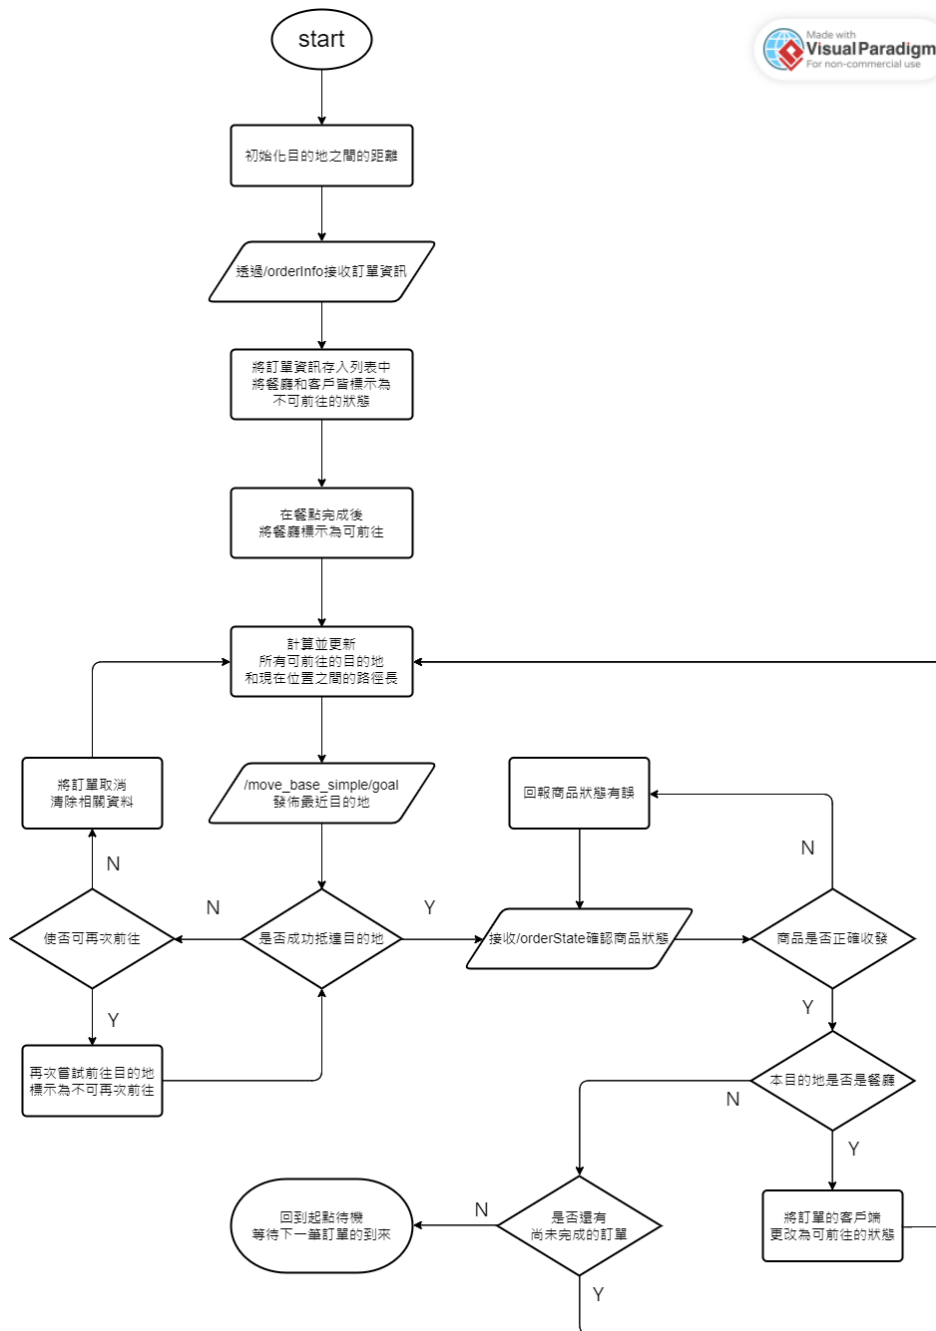 start
Made with
Visual Paradigm
For non-commercial use
初始化目的地之間的距離
透過/orderInfo接收訂單資訊
將訂單資訊存入列表中
將餐廳和客戶皆標示為
不可前往的狀態
在餐點完成後
將餐廳標示為可前往
計算並更新
所有可前往的目的地
和現在位置之間的路徑長
將訂單取消
清除相關資料
/move_base_simple/goal
發佈最近目的地
回報商品狀態有誤
N
N
N
Y
使否可再次前往
是否成功抵達目的地
接收/orderState確認商品狀態
商品是否正確收發
Y
Y
再次嘗試前往目的地
標示為不可再次前往
本目的地是否是餐廳
N
Y
回到起點待機
等待下一筆訂單的到來
N
是否還有
尚未完成的訂單
將訂單的客戶端
更改為可前往的狀態
Y